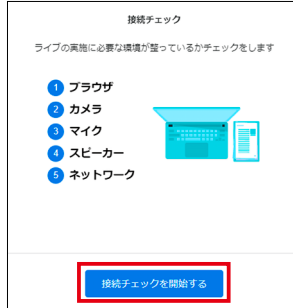 接続チェック
ライブの実施に必要な環境が整っているかチェックをします
1 ブラウザ
2 カメラ
3 マイク
4 スピーカー
5 ネットワーク
接続チェックを開始する